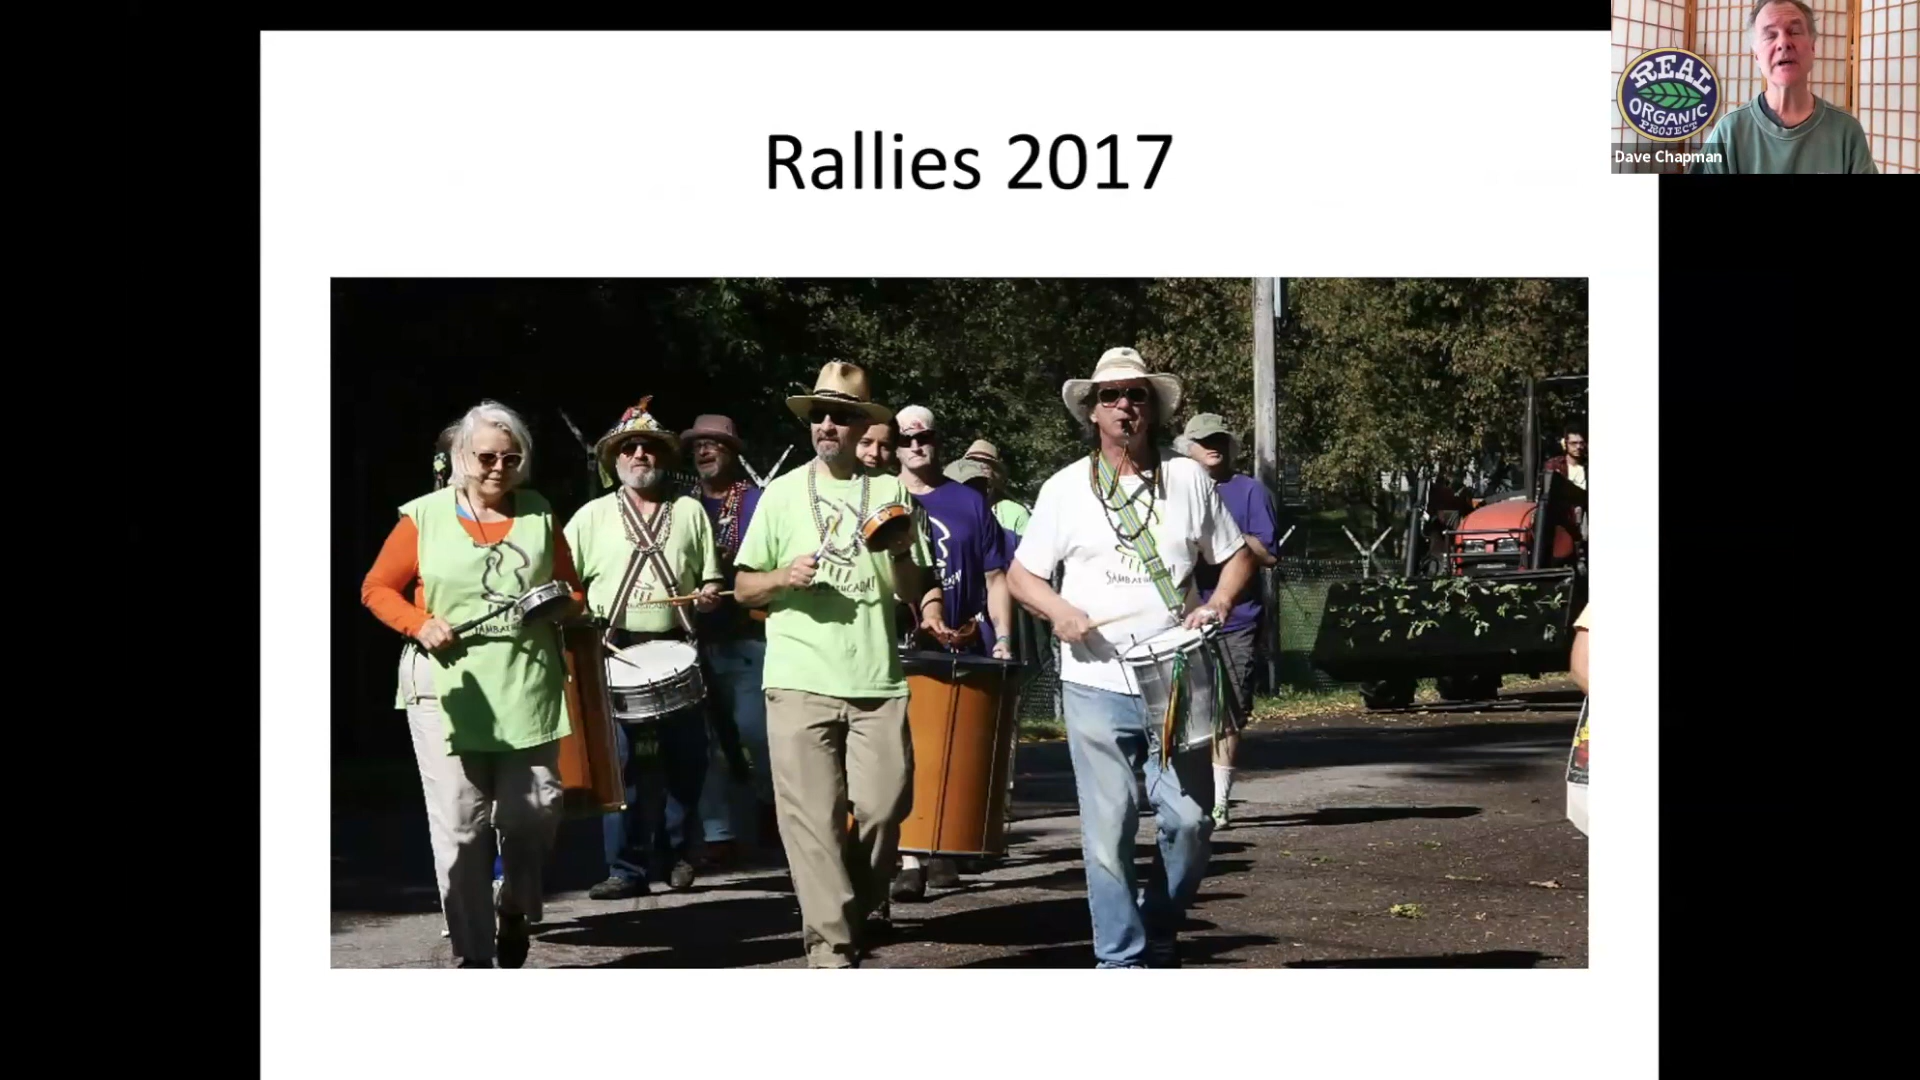 Rallies 2017
REAL
ORGANIC
PROJECT
Dave Chapman